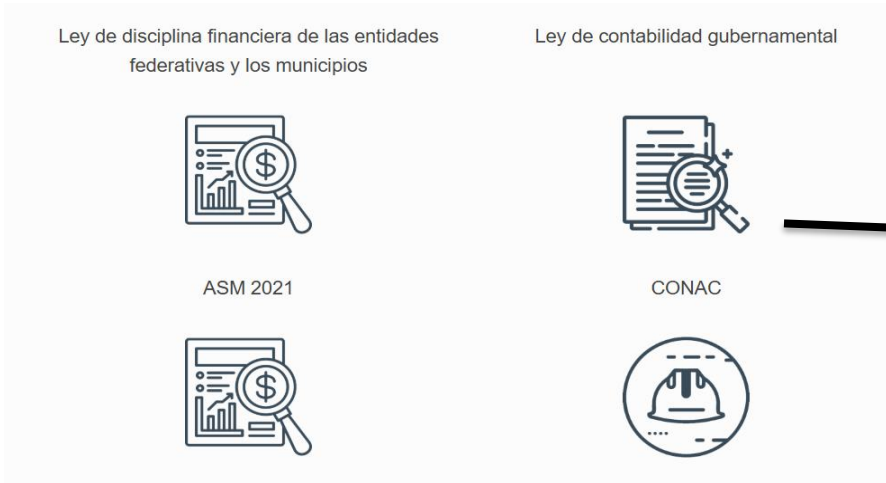 Ley de disciplina financiera de las entidades
federativas y los municipios
Ley de contabilidad gubernamental
$
ASM 2021
CONAC
$